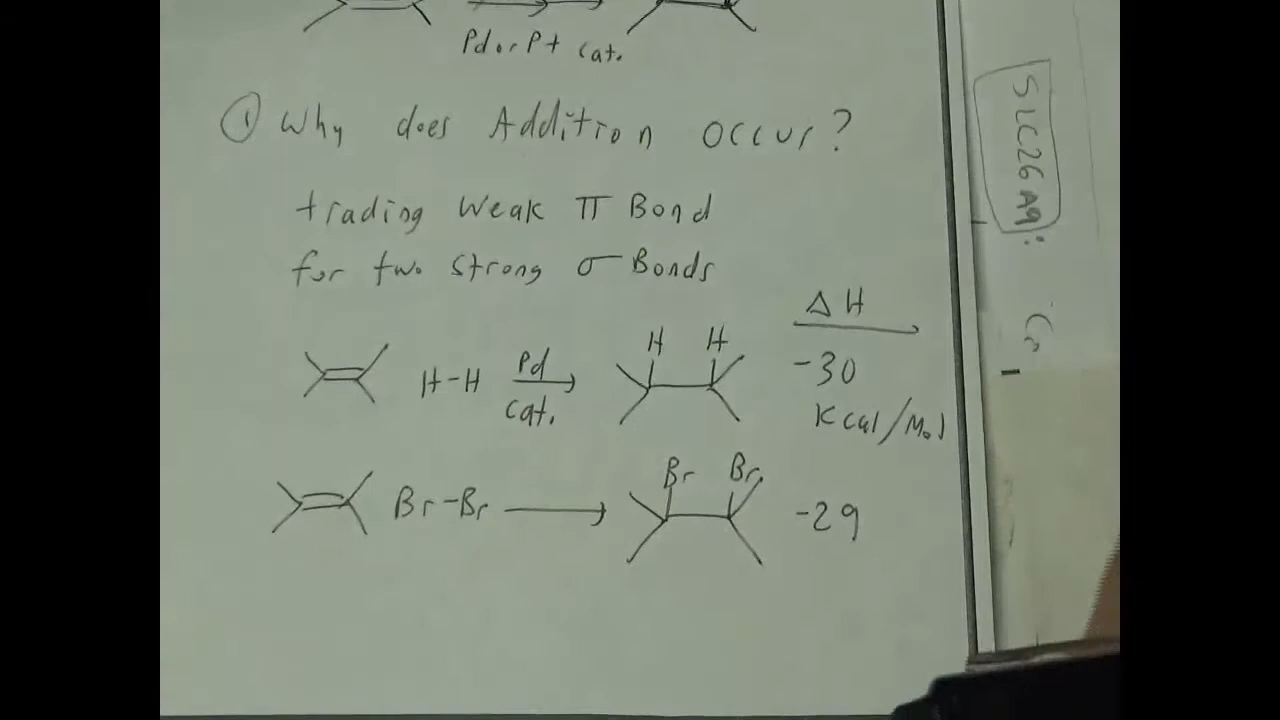 Pd or Pt cat.
① Why does Addition occur?
trading weak π Bond
for two strong σ Bonds
ΔH
H H
H-H Pd cat. -30
Kcal/Mol
Br Br
Br-Br -29
SLC26A9: